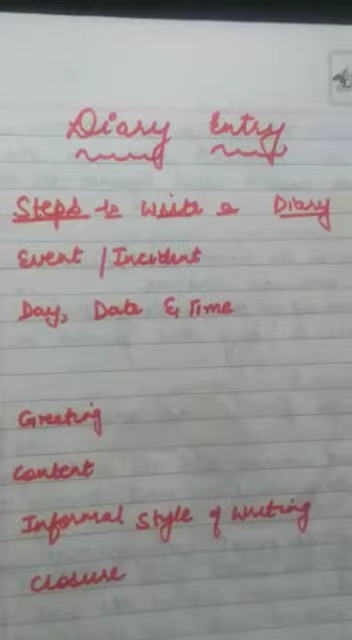 Diary Entry
Steps to write a Diary
Event / Incident
Day, Date & Time
Greeting
Content
Informal Style of Writing
Closure